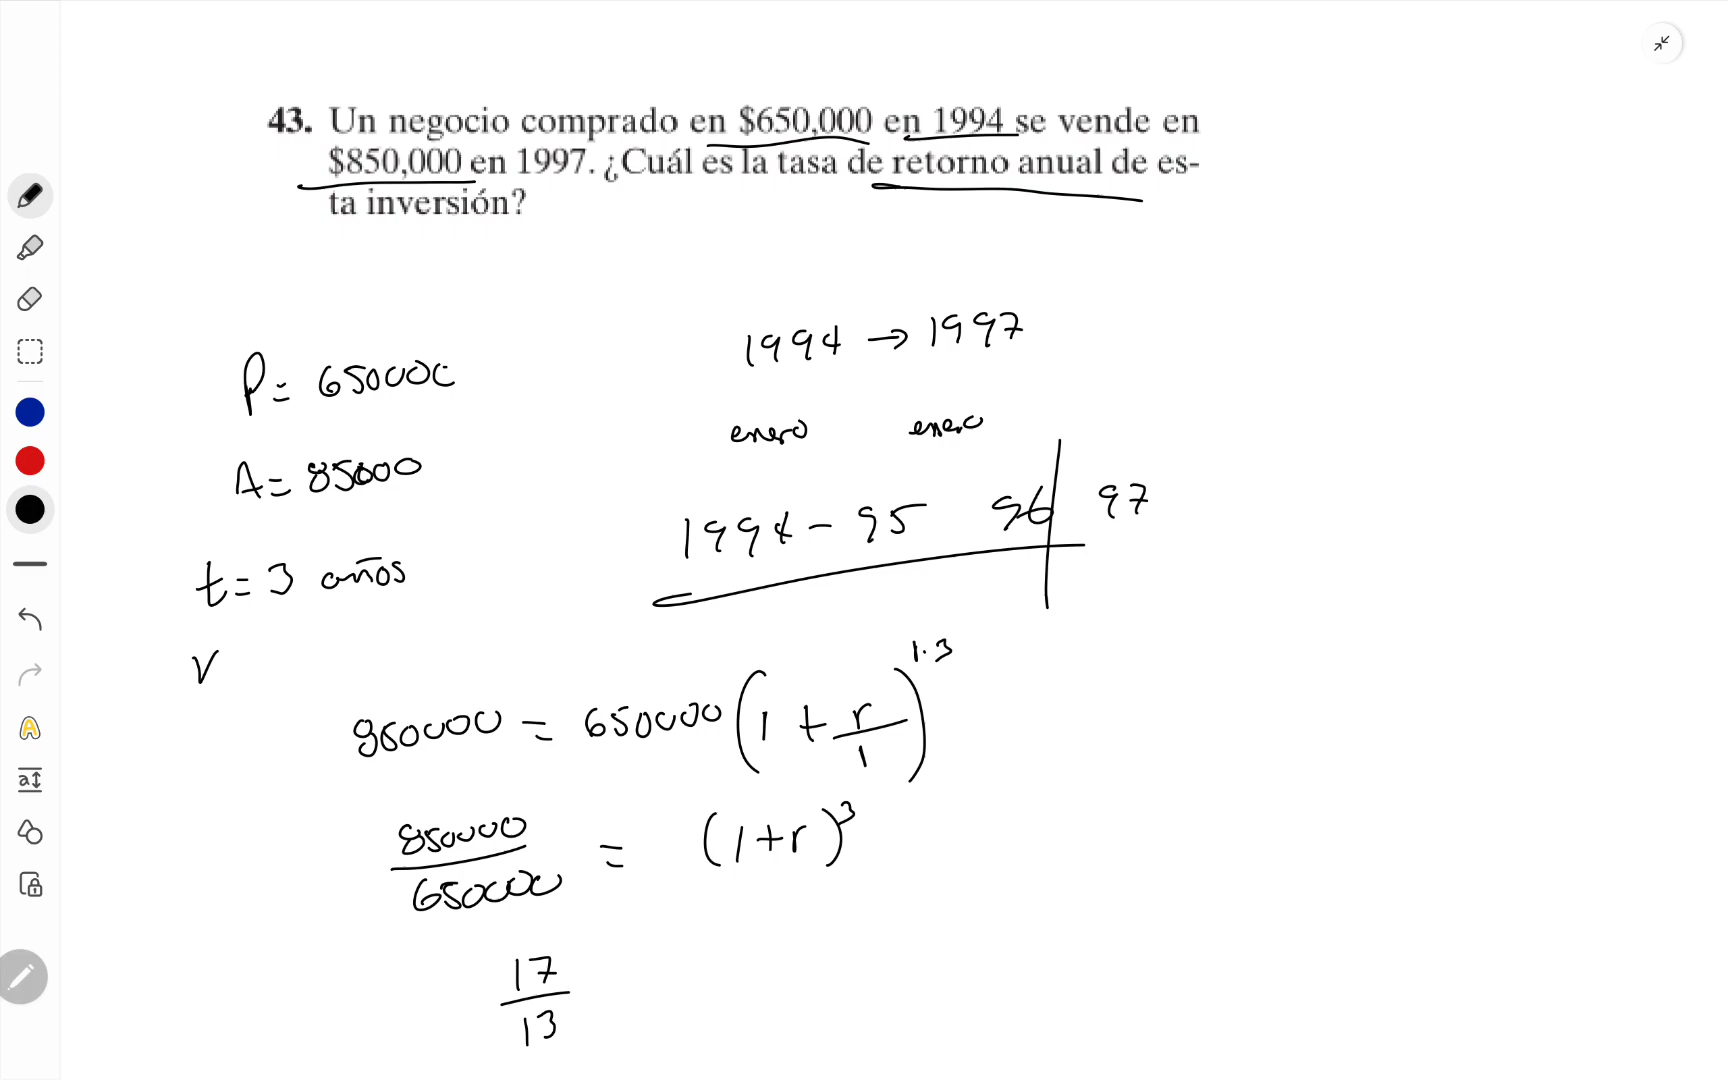 43. Un negocio comprado en $650,000 en 1994 se vende en
$850,000 en 1997. ¿Cuál es la tasa de retorno anual de es-
ta inversión?
1994 → 1997
P= 650000
enero enero
A= 85000
1994 - 95 96 97
t= 3 años
r
850000 = 650000 (1 + r/1)^1·3
850000/650000 = (1+r)^3
17/13